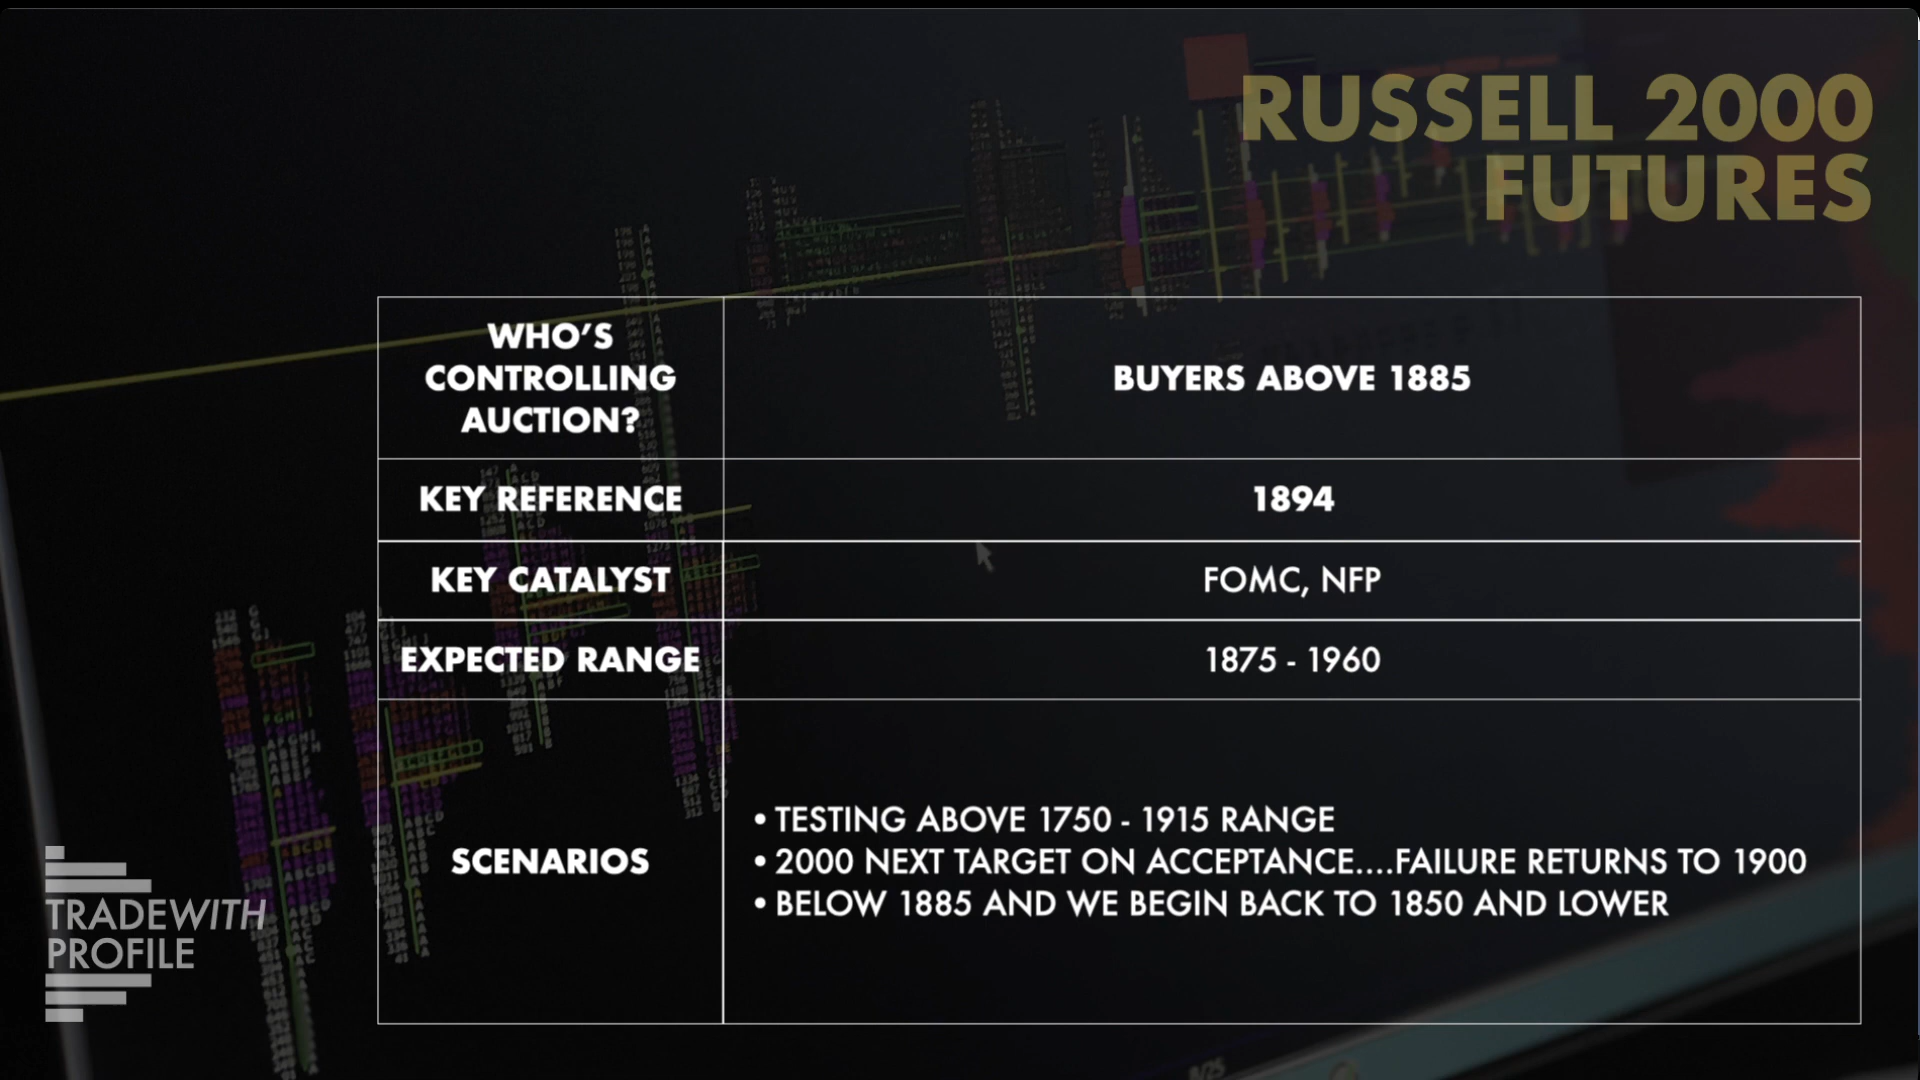 RUSSELL 2000
FUTURES
WHO'S
CONTROLLING
AUCTION?
BUYERS ABOVE 1885
KEY REFERENCE
1894
KEY CATALYST
FOMC, NFP
EXPECTED RANGE
1875 - 1960
SCENARIOS
• TESTING ABOVE 1750 - 1915 RANGE
• 2000 NEXT TARGET ON ACCEPTANCE....FAILURE RETURNS TO 1900
• BELOW 1885 AND WE BEGIN BACK TO 1850 AND LOWER
TRADEWITH
PROFILE